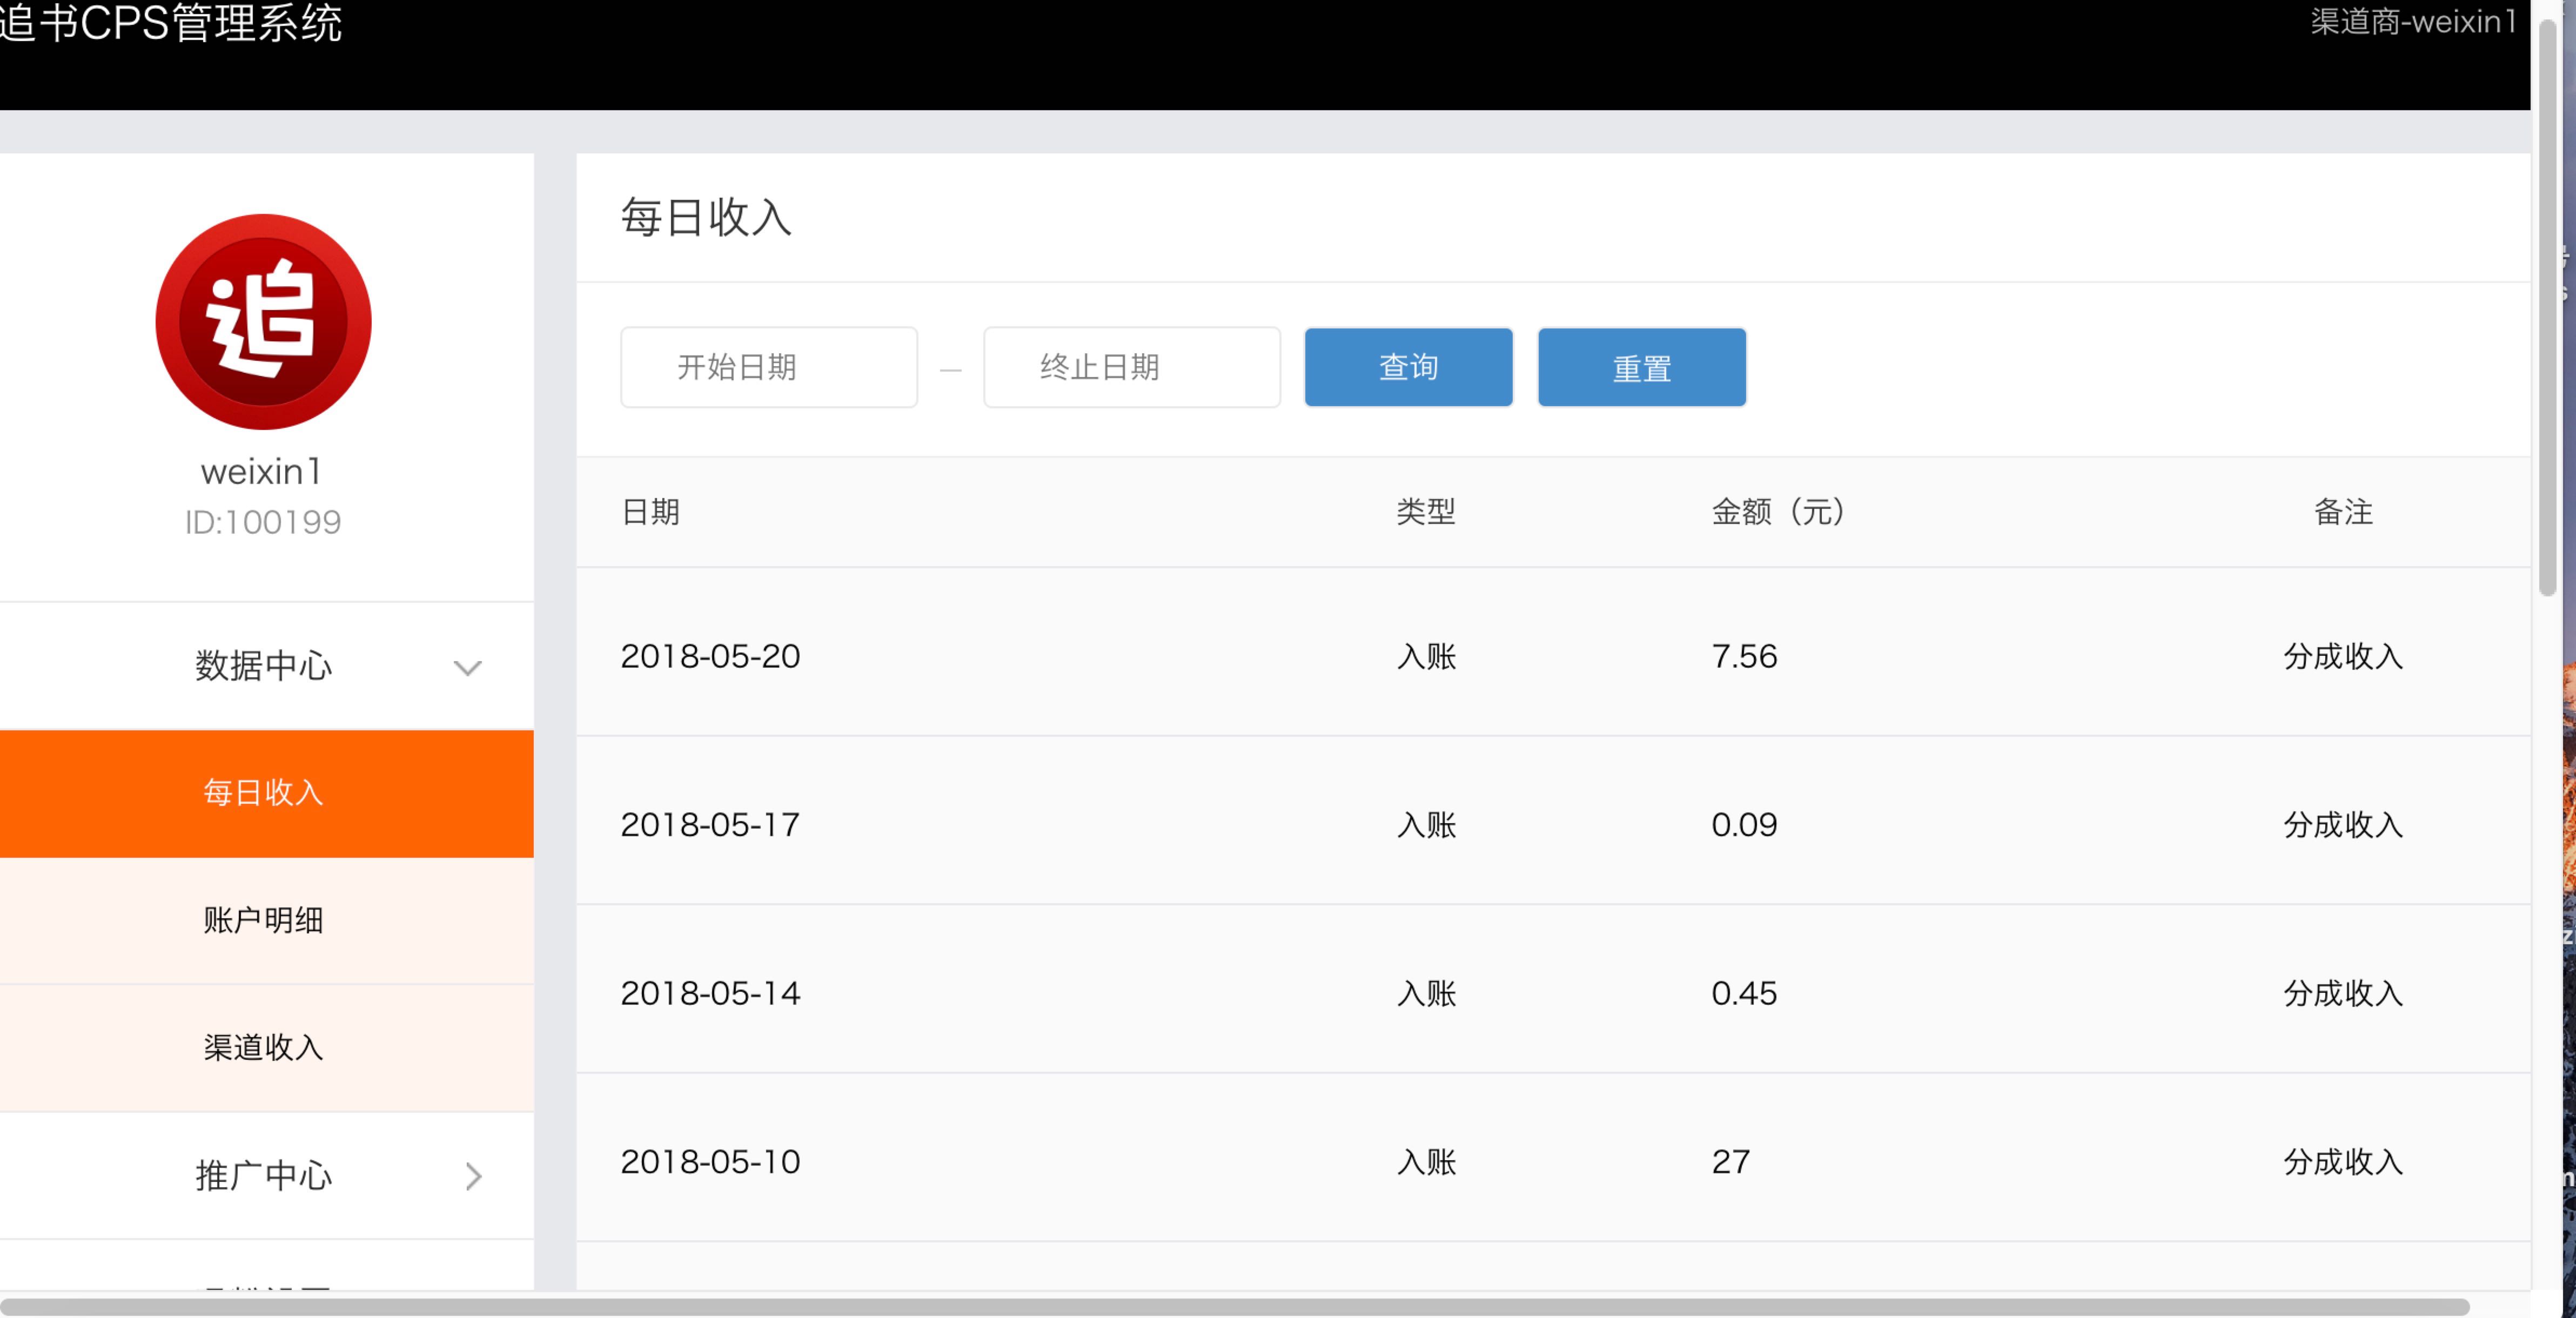 追书CPS管理系统
渠道商-weixin1
追
weixin1
ID:100199
数据中心
每日收入
账户明细
渠道收入
推广中心
每日收入
开始日期 — 终止日期 查询 重置
日期 类型 金额（元） 备注
2018-05-20 入账 7.56 分成收入
2018-05-17 入账 0.09 分成收入
2018-05-14 入账 0.45 分成收入
2018-05-10 入账 27 分成收入